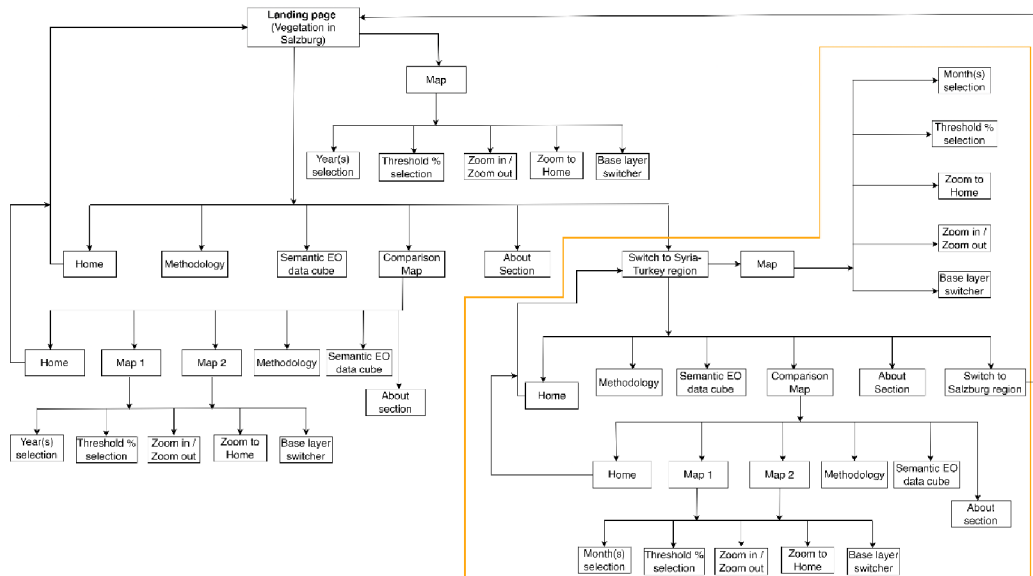 Landing page
(Vegetation in
Salzburg)
Map
Year(s)
selection
Threshold %
selection
Zoom in /
Zoom out
Zoom to
Home
Base layer
switcher
Month(s)
selection
Threshold %
selection
Zoom to
Home
Zoom in /
Zoom out
Base layer
switcher
Home
Methodology
Semantic EO
data cube
Comparison
Map
About
Section
Switch to Syria-
Turkey region
Map
Home
Map 1
Map 2
Methodology
Semantic EO
data cube
About
section
Year(s)
selection
Threshold %
selection
Zoom in /
Zoom out
Zoom to
Home
Base layer
switcher
Home
Methodology
Semantic EO
data cube
Comparison
Map
About
Section
Switch to
Salzburg region
Home
Map 1
Map 2
Methodology
Semantic EO
data cube
About
section
Month(s)
selection
Threshold %
selection
Zoom in /
Zoom out
Zoom to
Home
Base layer
switcher